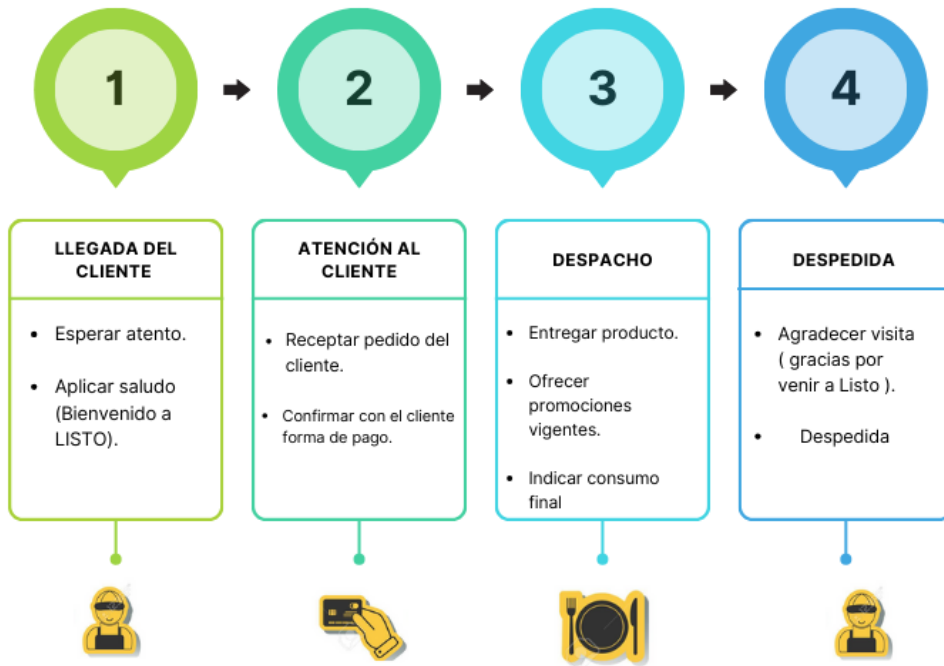 1
2
3
4
LLEGADA DEL
CLIENTE
• Esperar atento.
• Aplicar saludo
(Bienvenido a
LISTO).
ATENCIÓN AL
CLIENTE
• Receptar pedido del
cliente.
• Confirmar con el cliente
forma de pago.
DESPACHO
• Entregar producto.
• Ofrecer
promociones
vigentes.
• Indicar consumo
final
DESPEDIDA
• Agradecer visita
( gracias por
venir a Listo ).
• Despedida